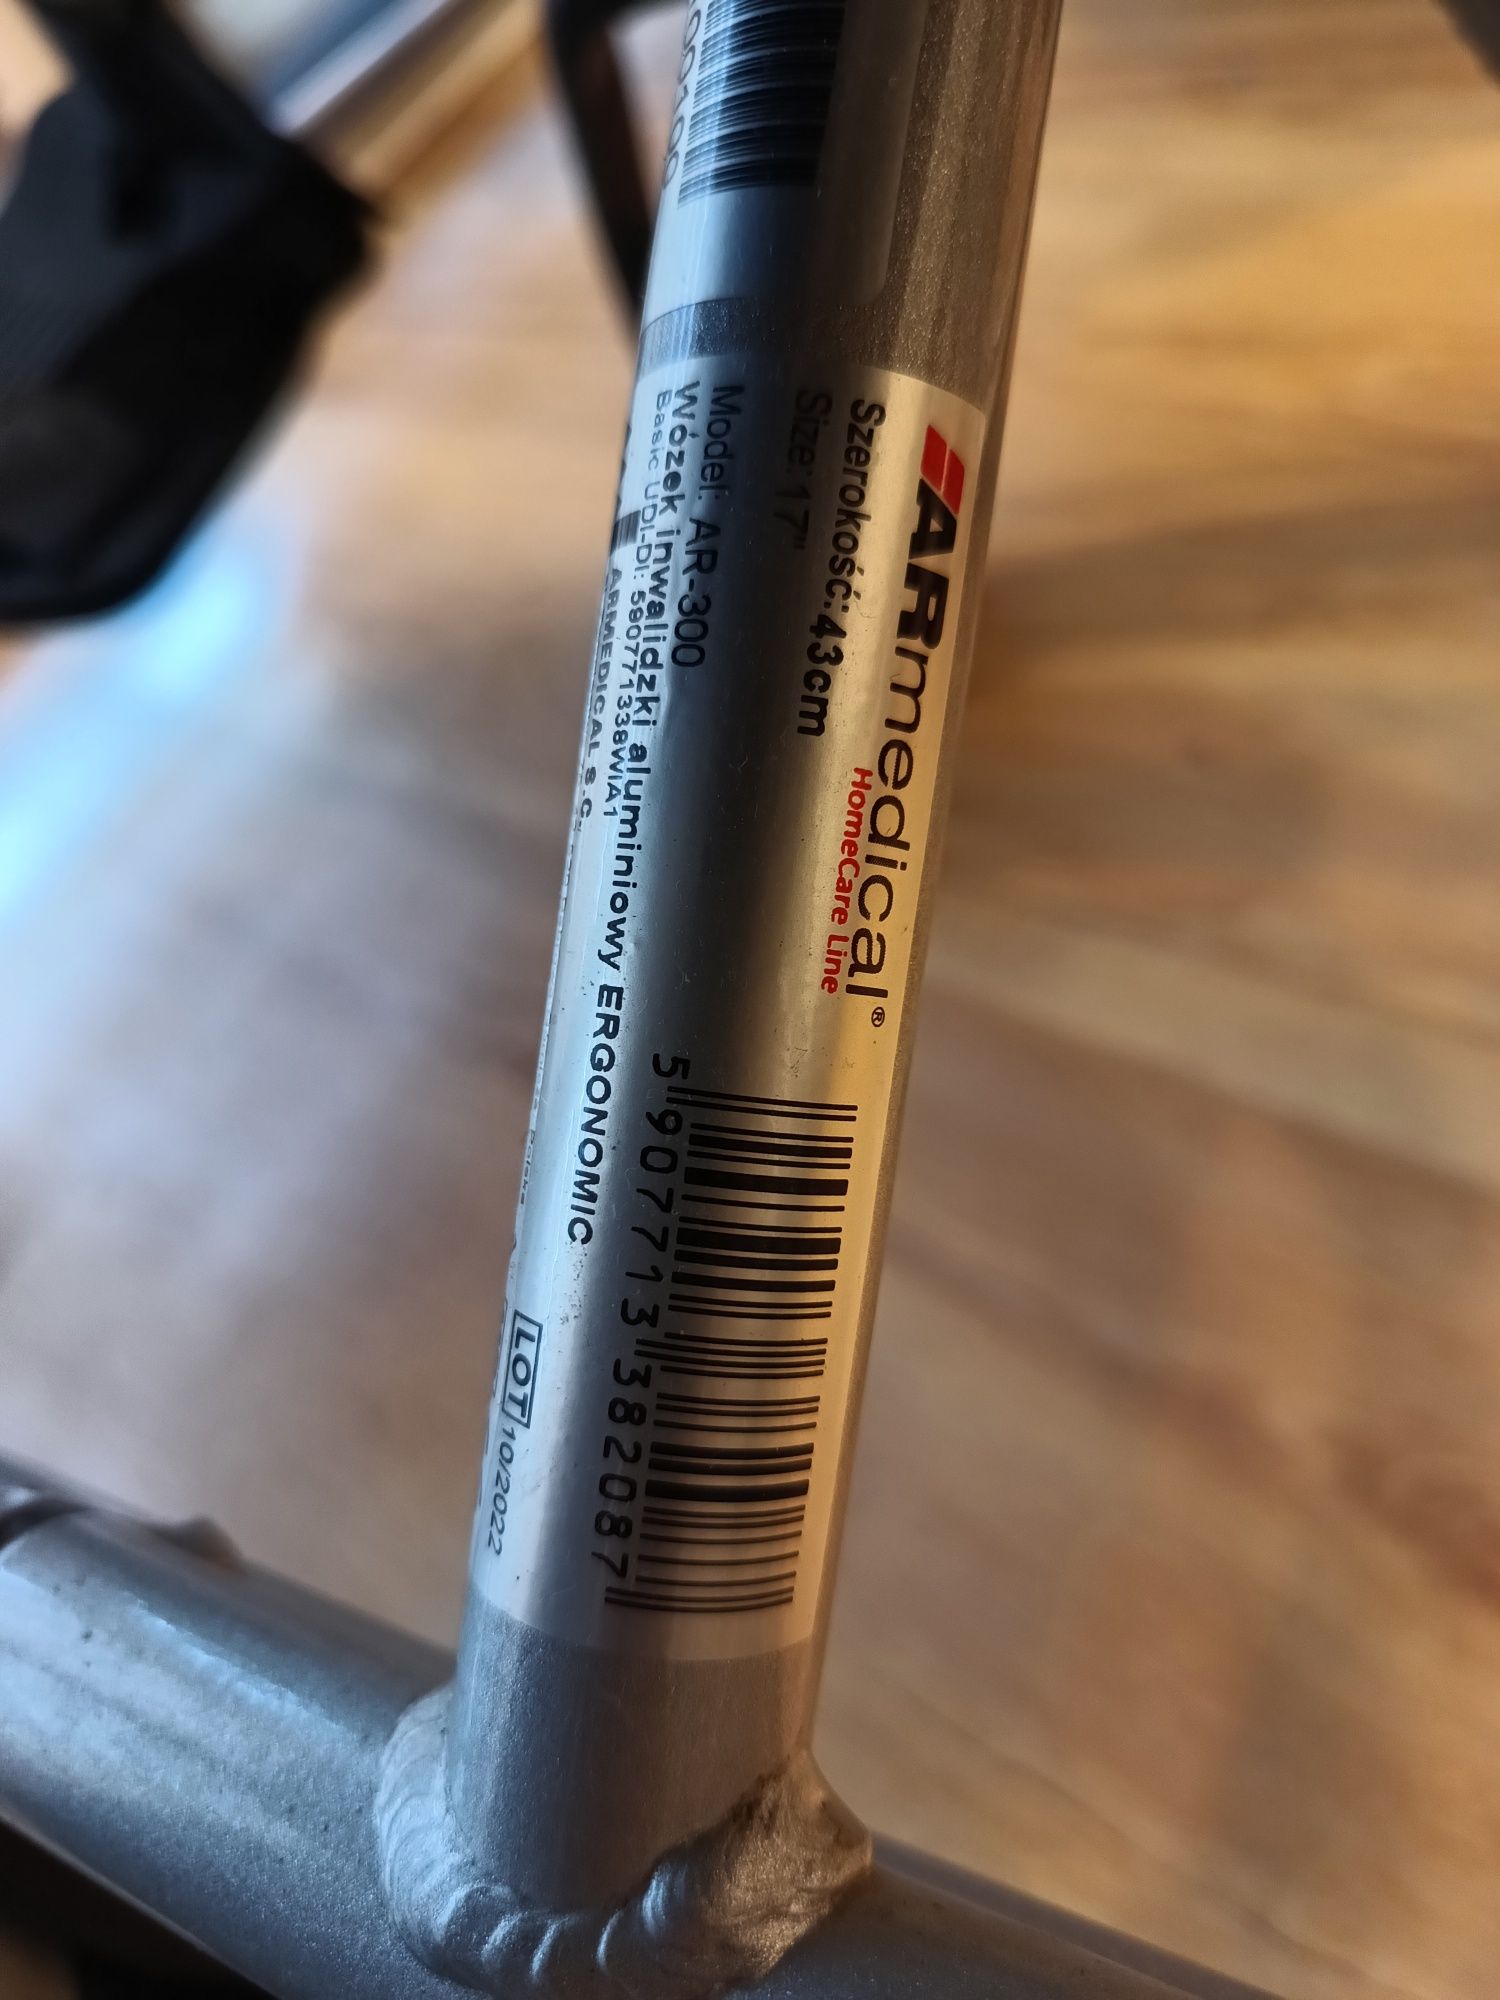 ARmedical®
HomeCare Line
Szerokość: 43cm
Size: 17"
Model: AR-300
Wózek inwalidzki aluminiowy ERGONOMIC
Basic UDI-DI: 590771338WIA1
ARMEDICAL S.C.
LOT 10/2022
5 907713 382087